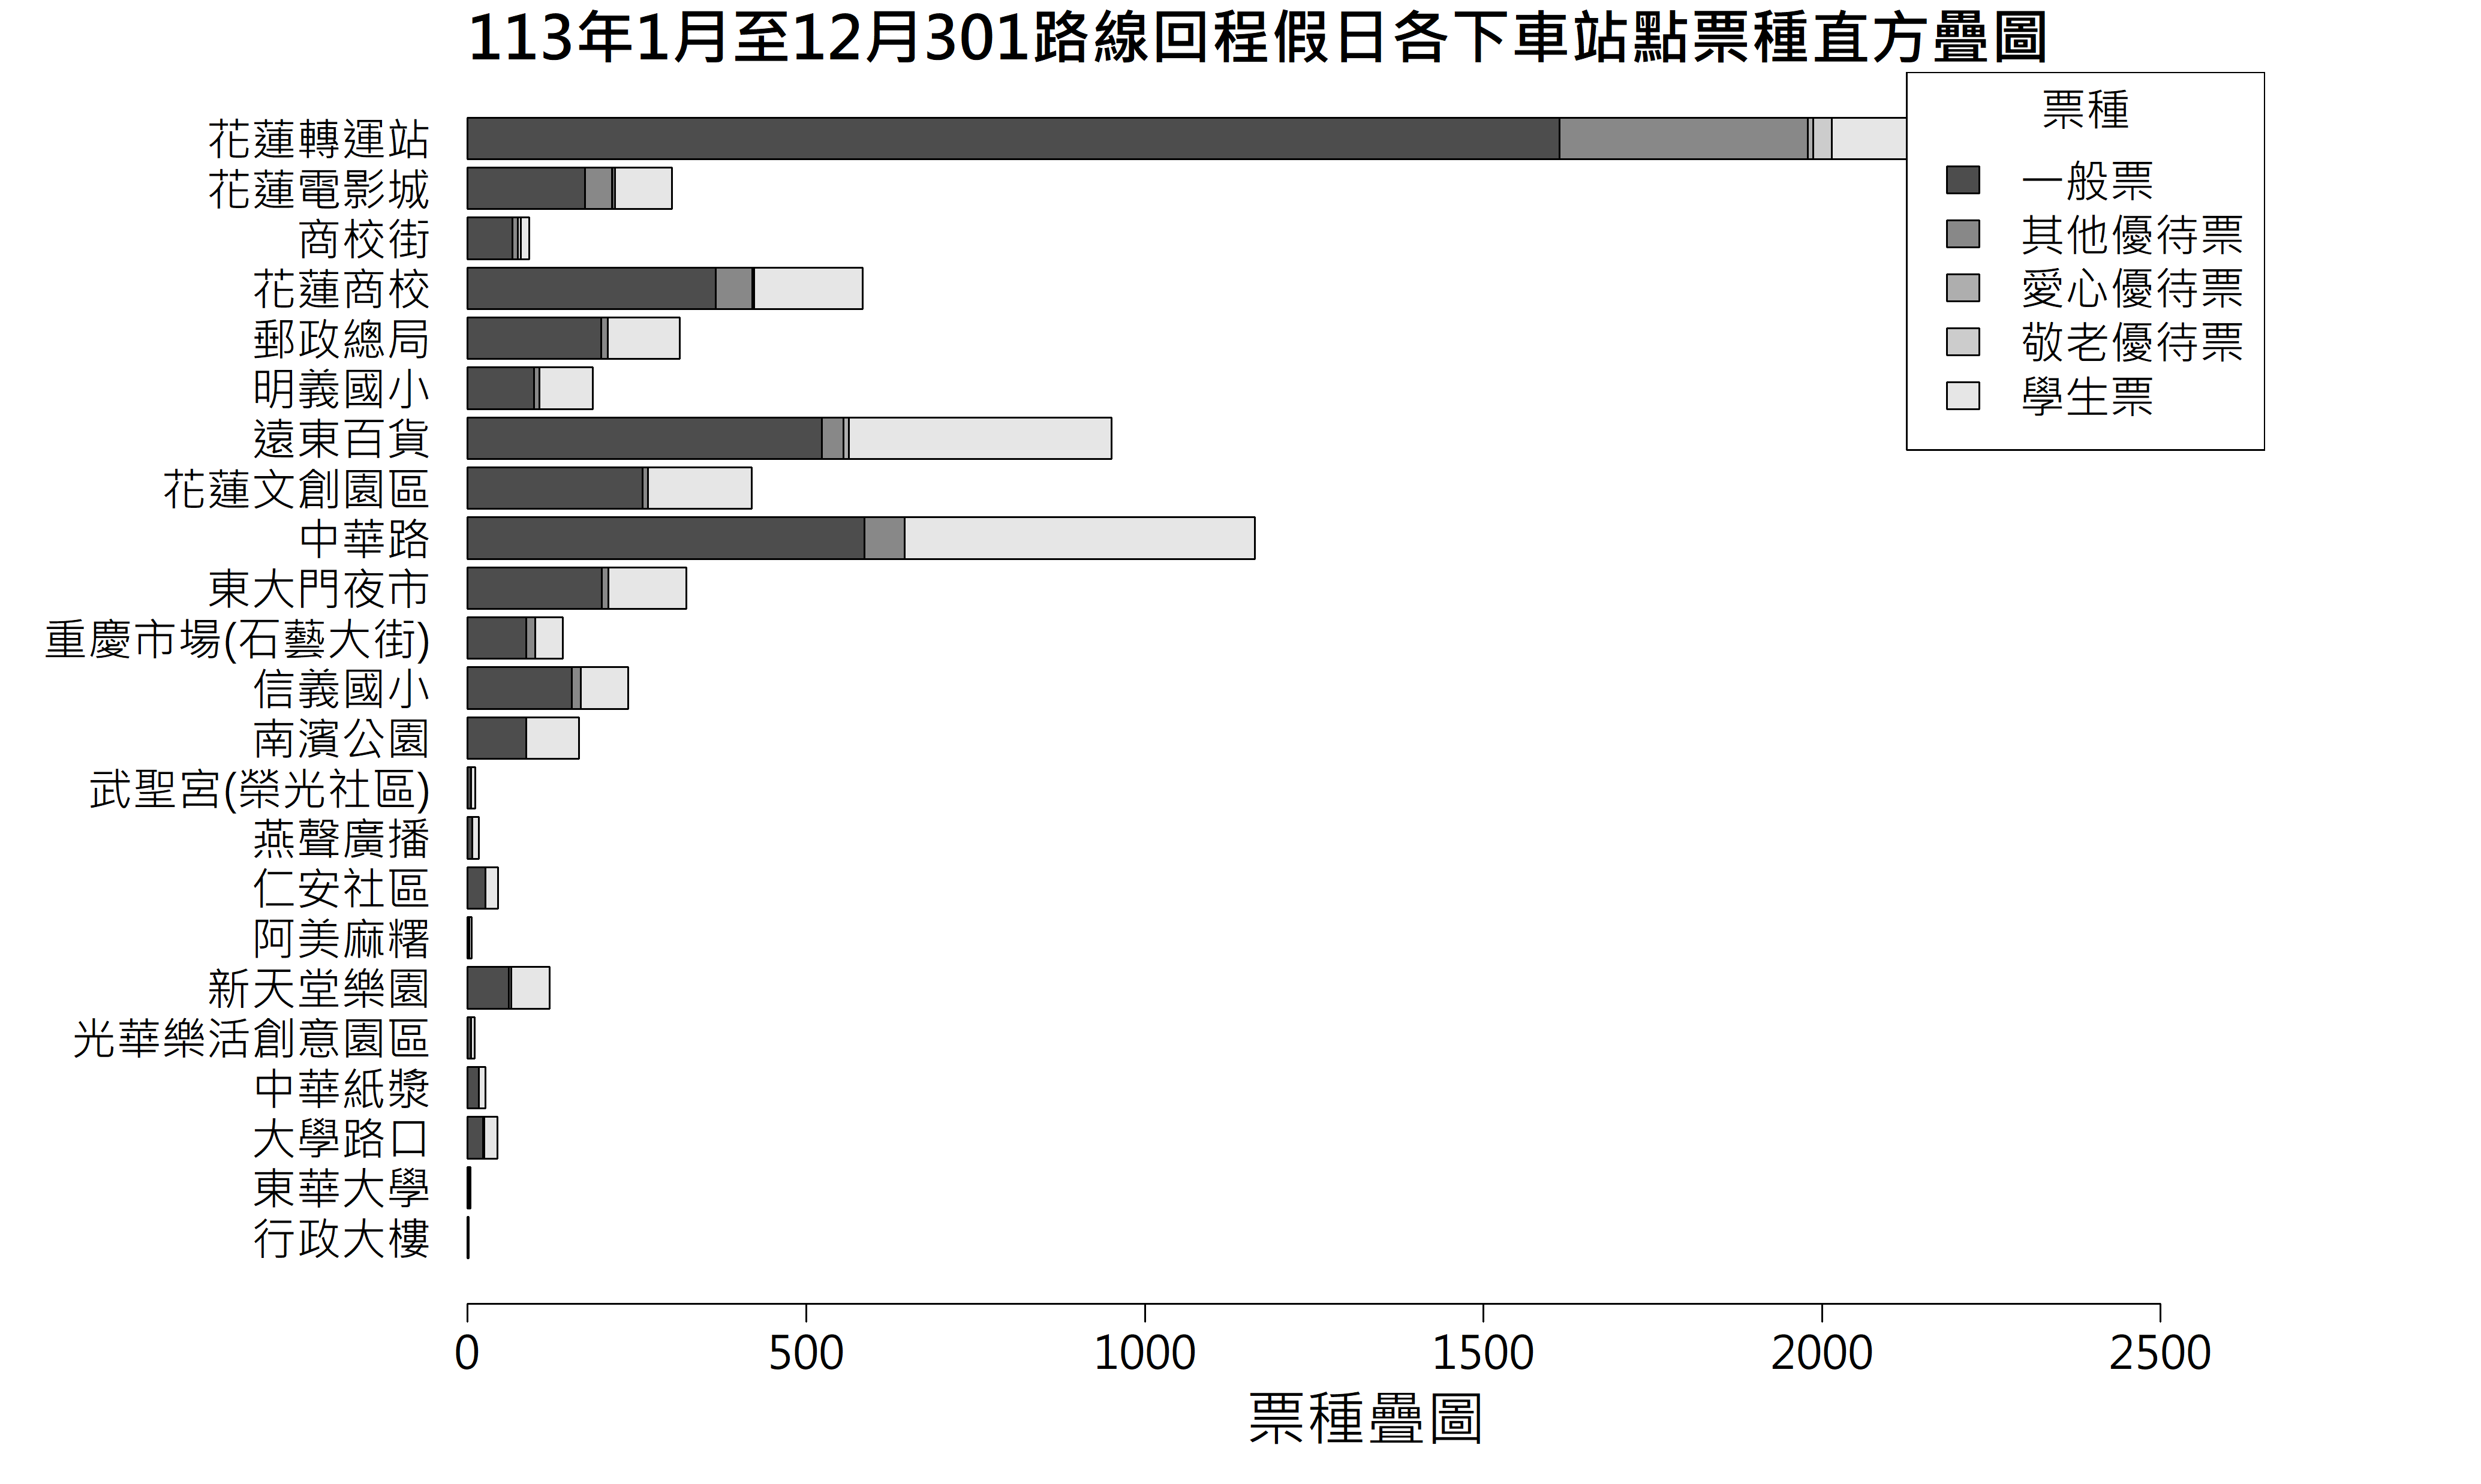 113年1月至12月301路線回程假日各下車站點票種直方疊圖
票種
一般票
其他優待票
愛心優待票
敬老優待票
學生票
花蓮轉運站
花蓮電影城
商校街
花蓮商校
郵政總局
明義國小
遠東百貨
花蓮文創園區
中華路
東大門夜市
重慶市場(石藝大街)
信義國小
南濱公園
武聖宮(榮光社區)
燕聲廣播
仁安社區
阿美麻糬
新天堂樂園
光華樂活創意園區
中華紙漿
大學路口
東華大學
行政大樓
0 500 1000 1500 2000 2500
票種疊圖